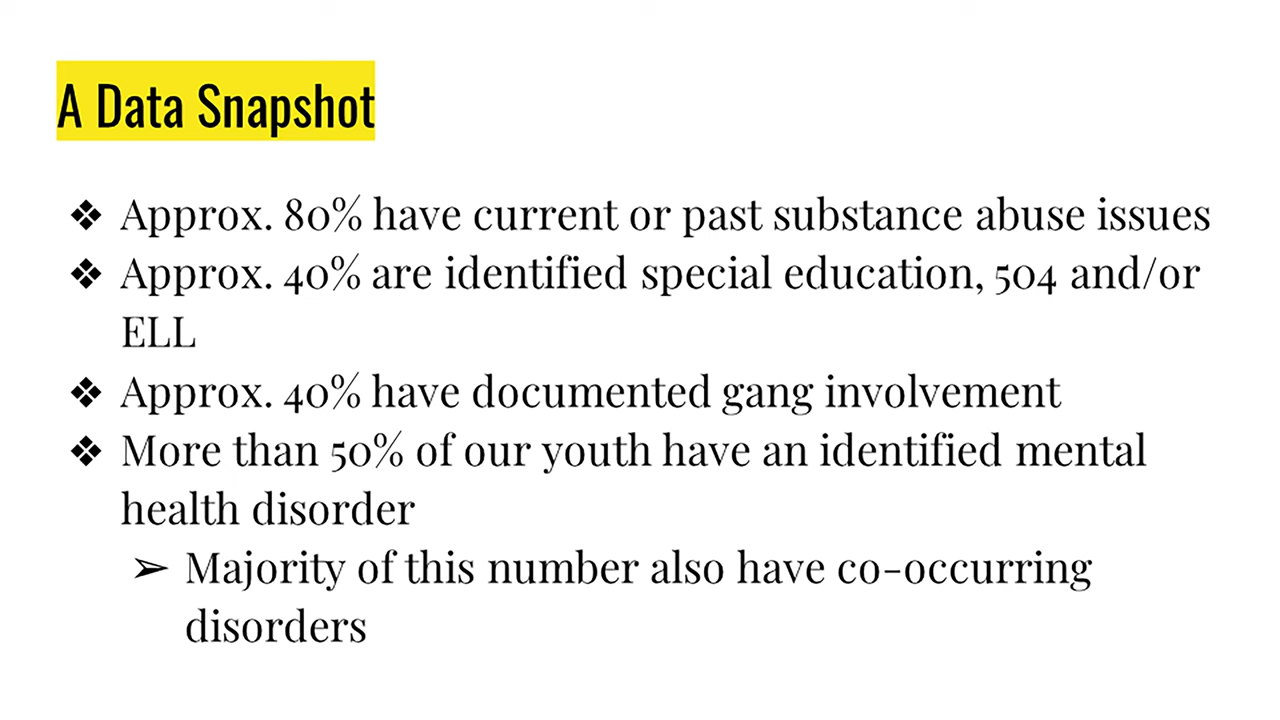 A Data Snapshot
❖ Approx. 80% have current or past substance abuse issues
❖ Approx. 40% are identified special education, 504 and/or
ELL
❖ Approx. 40% have documented gang involvement
❖ More than 50% of our youth have an identified mental
health disorder
➢ Majority of this number also have co-occurring
disorders